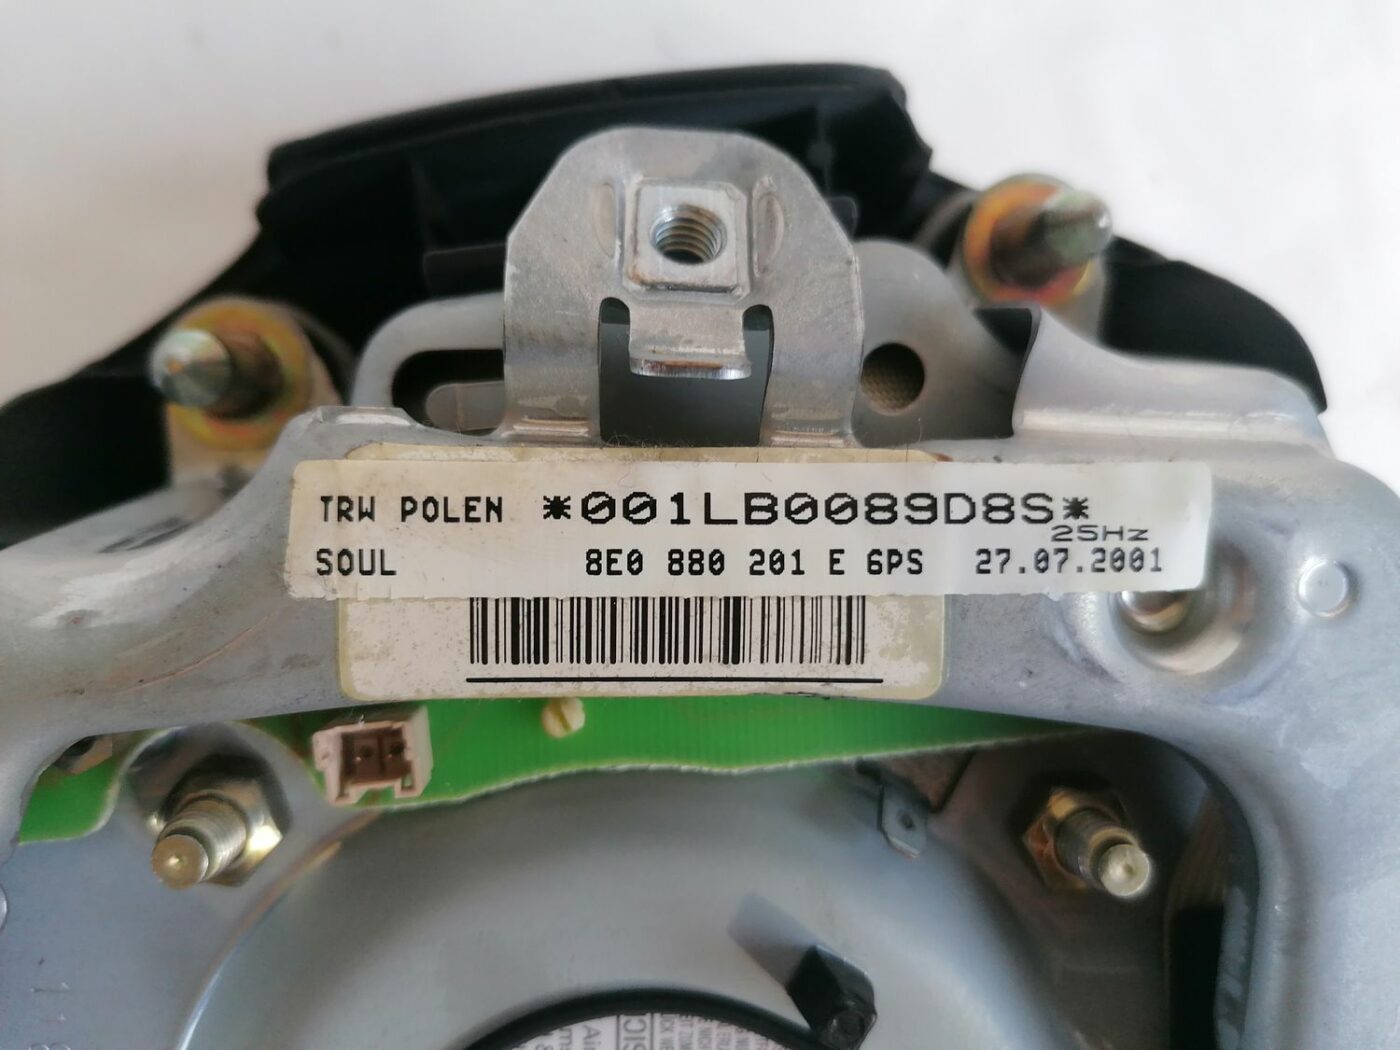 TRW POLEN *001LB0089D8S*
25Hz
SOUL 8E0 880 201 E 6PS 27.07.2001